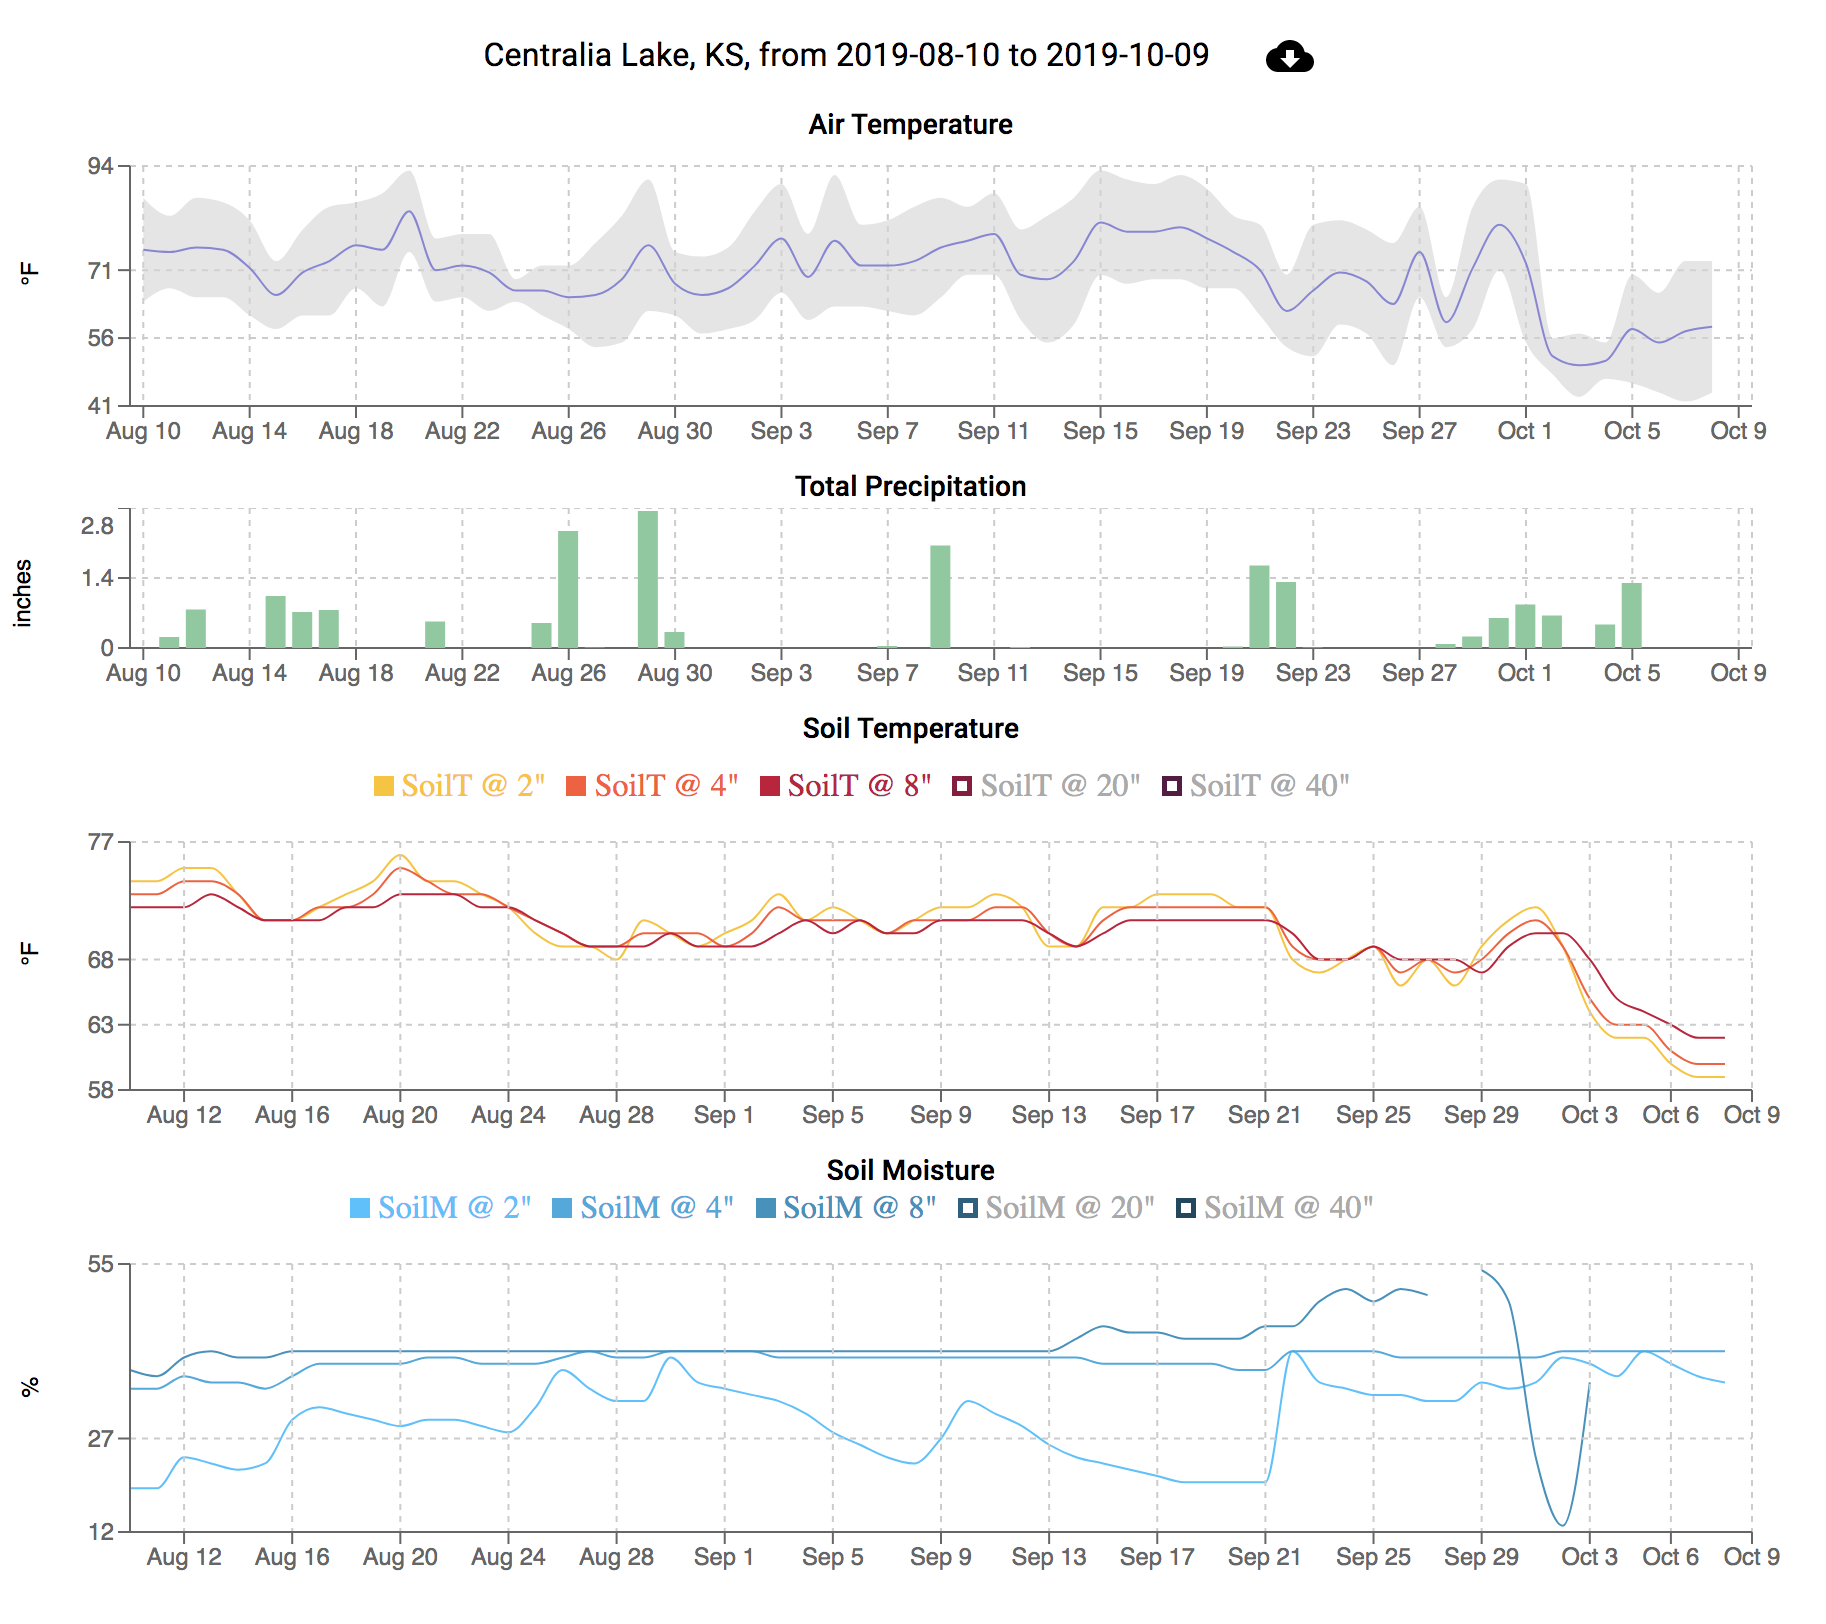 Centralia Lake, KS, from 2019-08-10 to 2019-10-09
Air Temperature
94
71
56
41
°F
Aug 10 Aug 14 Aug 18 Aug 22 Aug 26 Aug 30 Sep 3 Sep 7 Sep 11 Sep 15 Sep 19 Sep 23 Sep 27 Oct 1 Oct 5 Oct 9
Total Precipitation
2.8
1.4
0
inches
Aug 10 Aug 14 Aug 18 Aug 22 Aug 26 Aug 30 Sep 3 Sep 7 Sep 11 Sep 15 Sep 19 Sep 23 Sep 27 Oct 1 Oct 5 Oct 9
Soil Temperature
SoilT @ 2" SoilT @ 4" SoilT @ 8" SoilT @ 20" SoilT @ 40"
77
68
63
58
°F
Aug 12 Aug 16 Aug 20 Aug 24 Aug 28 Sep 1 Sep 5 Sep 9 Sep 13 Sep 17 Sep 21 Sep 25 Sep 29 Oct 3 Oct 6 Oct 9
Soil Moisture
SoilM @ 2" SoilM @ 4" SoilM @ 8" SoilM @ 20" SoilM @ 40"
55
27
12
%
Aug 12 Aug 16 Aug 20 Aug 24 Aug 28 Sep 1 Sep 5 Sep 9 Sep 13 Sep 17 Sep 21 Sep 25 Sep 29 Oct 3 Oct 6 Oct 9